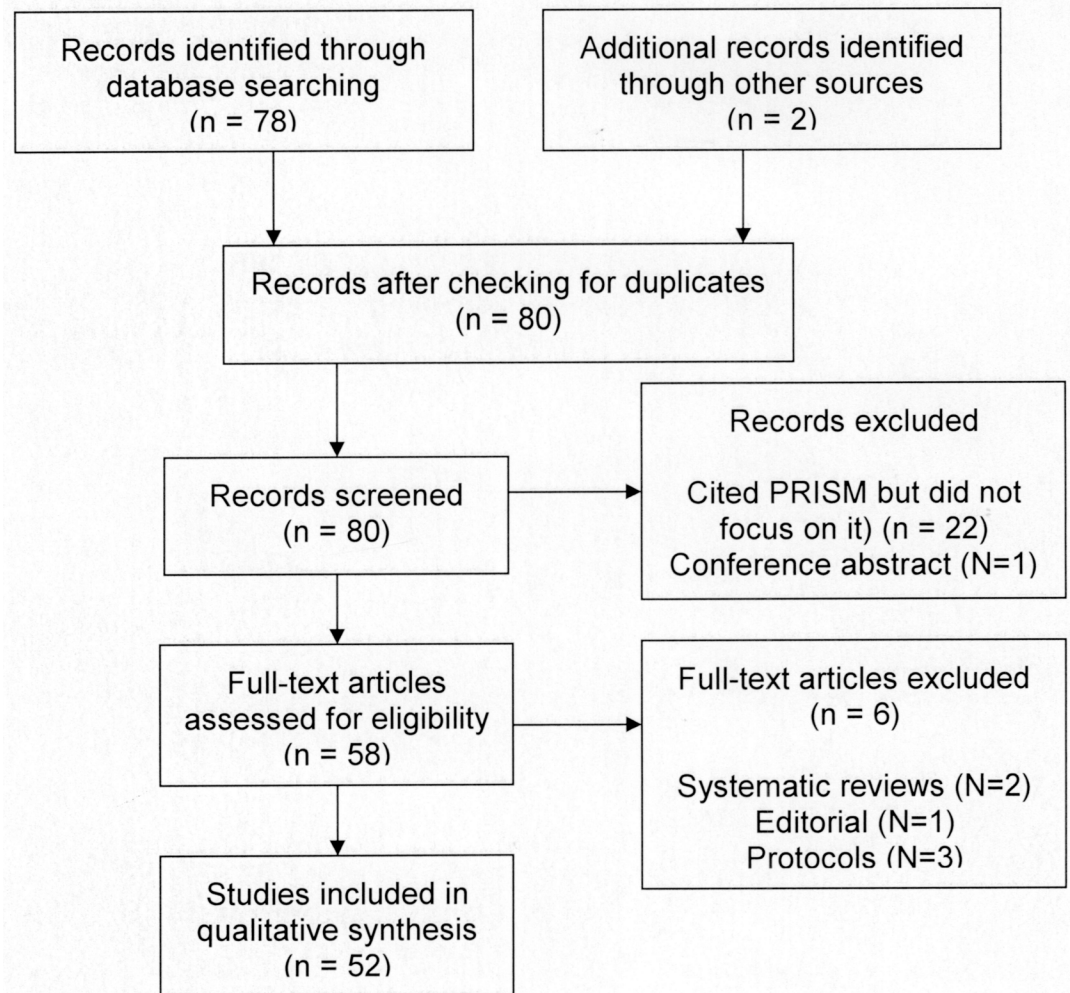 Records identified through
database searching
(n = 78)
Additional records identified
through other sources
(n = 2)
Records after checking for duplicates
(n = 80)
Records screened
(n = 80)
Records excluded
Cited PRISM but did not
focus on it) (n = 22)
Conference abstract (N=1)
Full-text articles
assessed for eligibility
(n = 58)
Full-text articles excluded
(n = 6)
Systematic reviews (N=2)
Editorial (N=1)
Protocols (N=3)
Studies included in
qualitative synthesis
(n = 52)